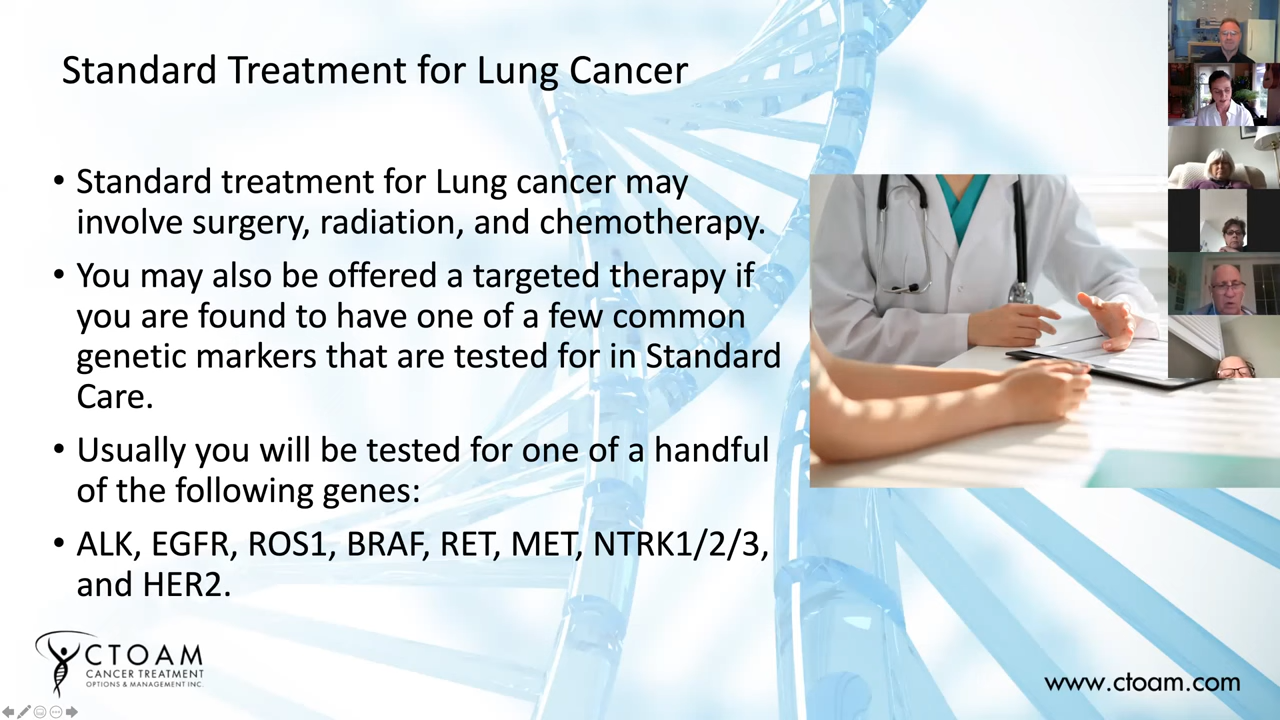 Standard Treatment for Lung Cancer
• Standard treatment for Lung cancer may
involve surgery, radiation, and chemotherapy.
• You may also be offered a targeted therapy if
you are found to have one of a few common
genetic markers that are tested for in Standard
Care.
• Usually you will be tested for one of a handful
of the following genes:
• ALK, EGFR, ROS1, BRAF, RET, MET, NTRK1/2/3,
and HER2.
CTOAM
CANCER TREATMENT
OPTIONS & MANAGEMENT INC.
www.ctoam.com